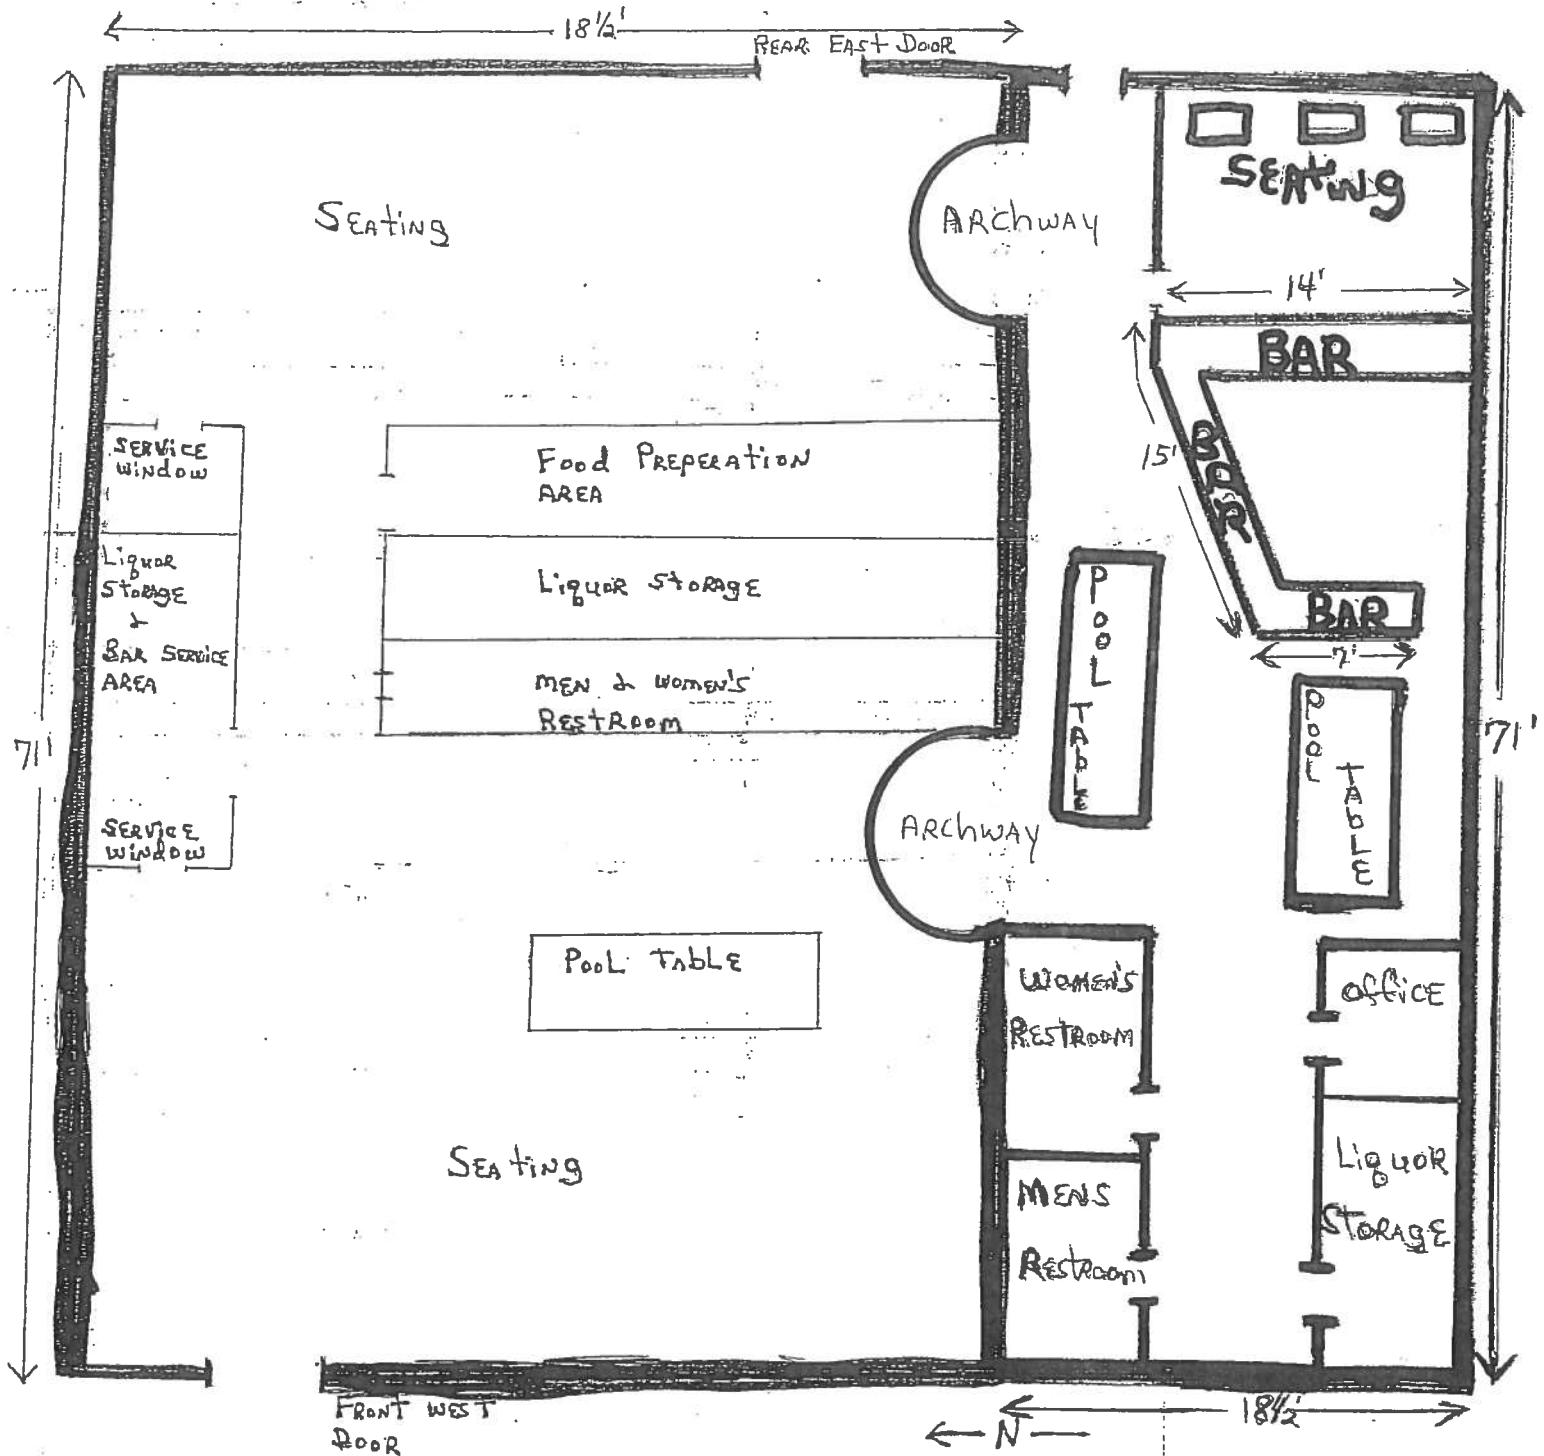 18½'
REAR EAST DOOR
SEATING
ARCHWAY
SEATING
14'
BAR
BAR
15'
BAR
7'
SERVICE
WINDOW
FOOD PREPERATION
AREA
LIQUOR
STORAGE
&
BAR SERVICE
AREA
LIQUOR STORAGE
MEN & WOMEN'S
RESTROOM
POOL TABLE
POOL TABLE
71'
71'
SERVICE
WINDOW
ARCHWAY
POOL TABLE
WOMEN'S
RESTROOM
OFFICE
SEATING
MENS
RESTROOM
LIQUOR
STORAGE
FRONT WEST
DOOR
18½'
N